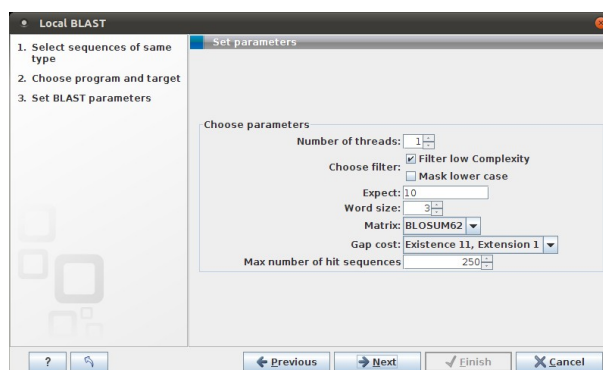 Local BLAST
1. Select sequences of same
type
2. Choose program and target
3. Set BLAST parameters
Set parameters
Choose parameters
Number of threads: 1
Choose filter: Filter low Complexity
Mask lower case
Expect: 10
Word size: 3
Matrix: BLOSUM62
Gap cost: Existence 11, Extension 1
Max number of hit sequences 250
? Previous Next Finish Cancel